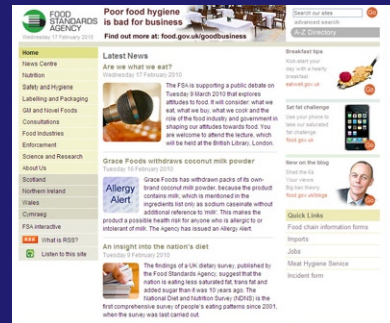 FOOD
STANDARDS
AGENCY
Wednesday 17 February 2010
Poor food hygiene
is bad for business
Find out more at: food.gov.uk/goodbusiness
Search our sites
Go
advanced search
A-Z Directory
Home
News Centre
Nutrition
Safety and Hygiene
Labelling and Packaging
GM and Novel Foods
Consultations
Food Industries
Enforcement
Science and Research
About Us
Scotland
Northern Ireland
Wales
Cymraeg
FSA interactive
RSS What is RSS?
Listen to this site
Latest News
Are we what we eat?
Wednesday 17 February 2010
The FSA is supporting a public debate on
Tuesday 9 March 2010 that explores
attitudes to food. It will consider: what we
eat, what we buy, what we cook and the
role of the food industry and government in
shaping our attitudes towards food. You
are welcome to attend the lecture, which
will be held at the British Library, London.
Grace Foods withdraws coconut milk powder
Tuesday 16 February 2010
Allergy
Alert
Grace Foods has withdrawn packs of its own-
brand coconut milk powder, because the product
contains milk, which is mentioned in the
ingredients list only as sodium caseinate without
additional reference to 'milk'. This makes the
product a possible health risk for anyone who is allergic to or
intolerant of milk. The Agency has issued an Allergy Alert.
An insight into the nation's diet
Tuesday 9 February 2010
The findings of a UK dietary survey, published by
the Food Standards Agency, suggest that the
nation is eating less saturated fat, trans fat and
added sugar than it was 10 years ago. The
National Diet and Nutrition Survey (NDNS) is the
first comprehensive survey of people's eating patterns since 2001,
when the survey was last carried out.
Breakfast tips
Kick-start your
day with a hearty
breakfast
eatwell.gov.uk
Go
Sat fat challenge
Use your phone to
take our saturated
fat challenge
food.gov.uk
Go
New on the blog
Shed the fat
Your views
Big ben theory
food.gov.uk/blogs
Go
Quick Links
Food chain information forms
Imports
Jobs
Meat Hygiene Service
Incident form